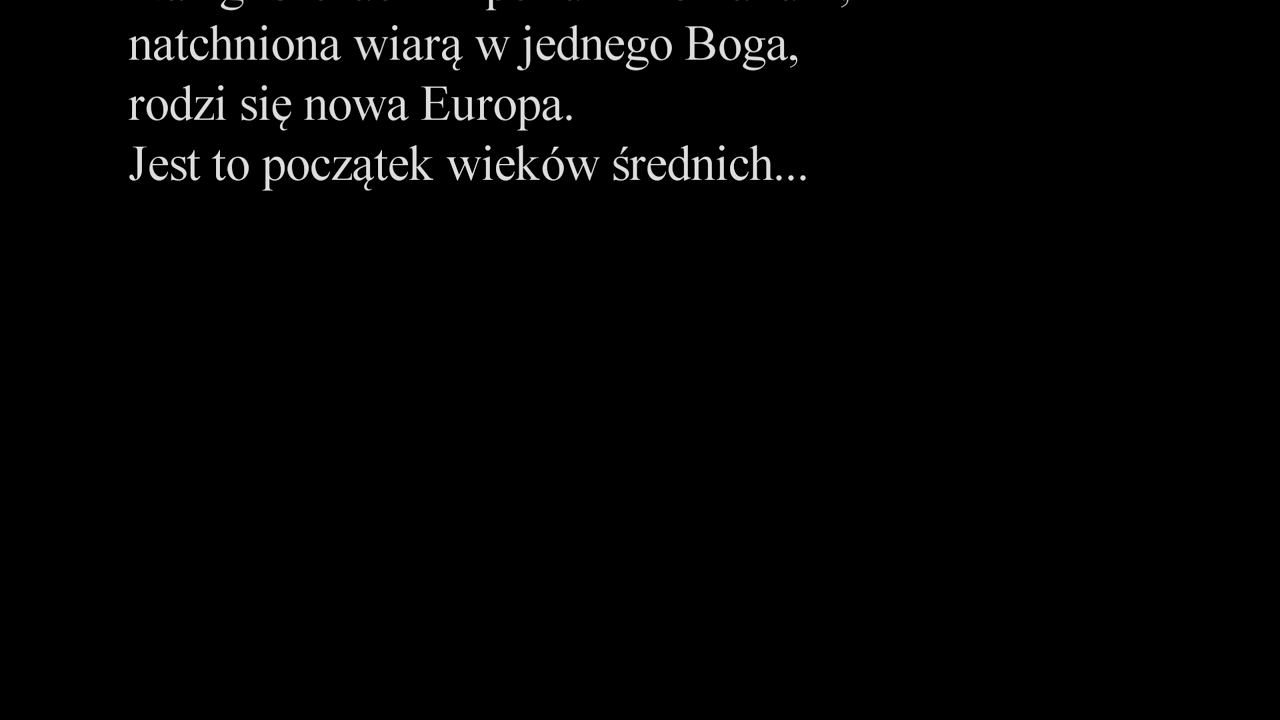 natchniona wiarą w jednego Boga,
rodzi się nowa Europa.
Jest to początek wieków średnich...